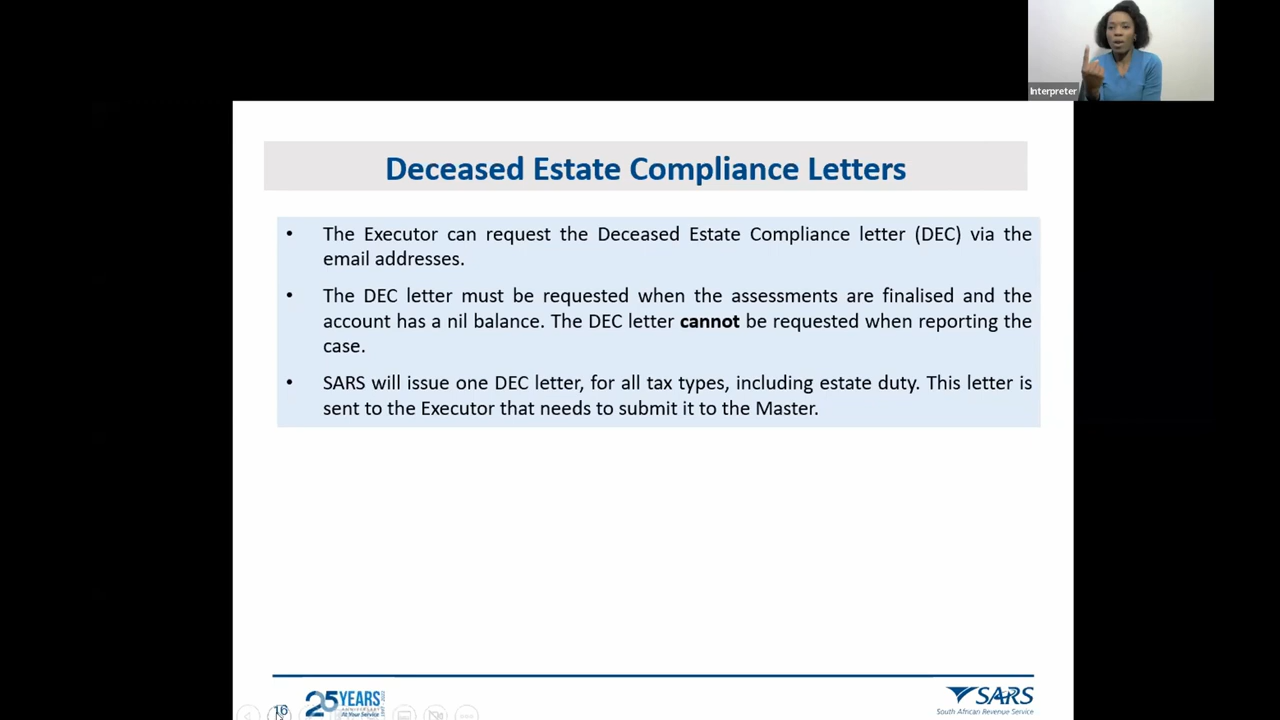 Interpreter
Deceased Estate Compliance Letters
• The Executor can request the Deceased Estate Compliance letter (DEC) via the
email addresses.
• The DEC letter must be requested when the assessments are finalised and the
account has a nil balance. The DEC letter cannot be requested when reporting the
case.
• SARS will issue one DEC letter, for all tax types, including estate duty. This letter is
sent to the Executor that needs to submit it to the Master.
16
25 YEARS
ANNIVERSARY
At Your Service
SARS
South African Revenue Service